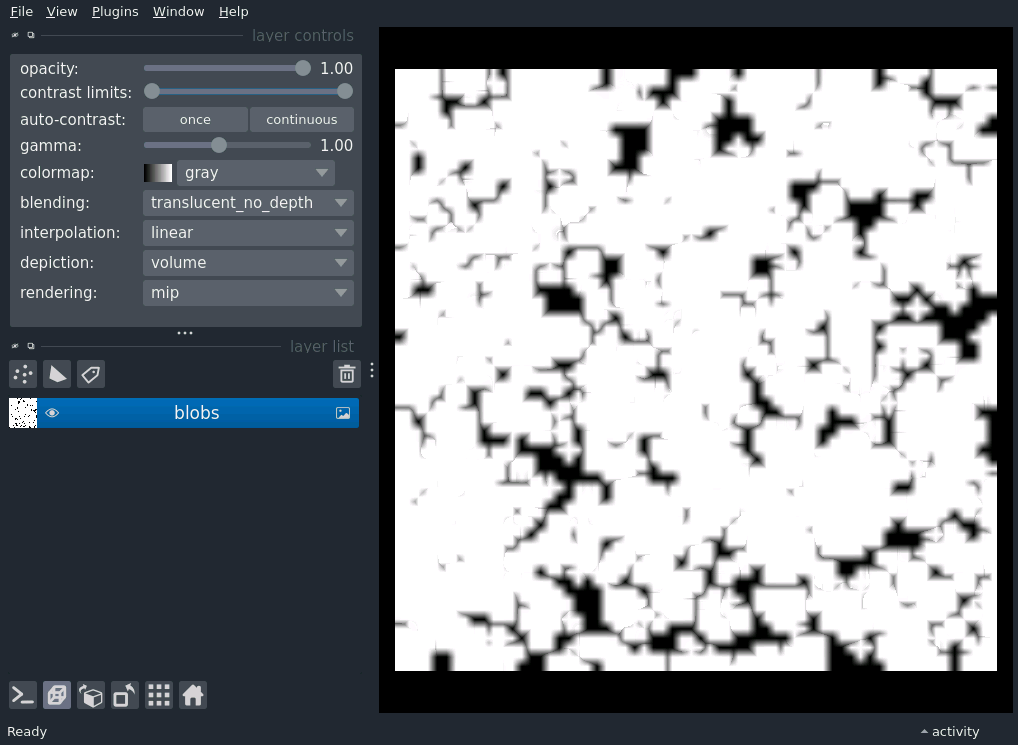 File View Plugins Window Help
layer controls
opacity: 1.00
contrast limits:
auto-contrast: once continuous
gamma: 1.00
colormap: gray
blending: translucent_no_depth
interpolation: linear
depiction: volume
rendering: mip
layer list
blobs
Ready
activity